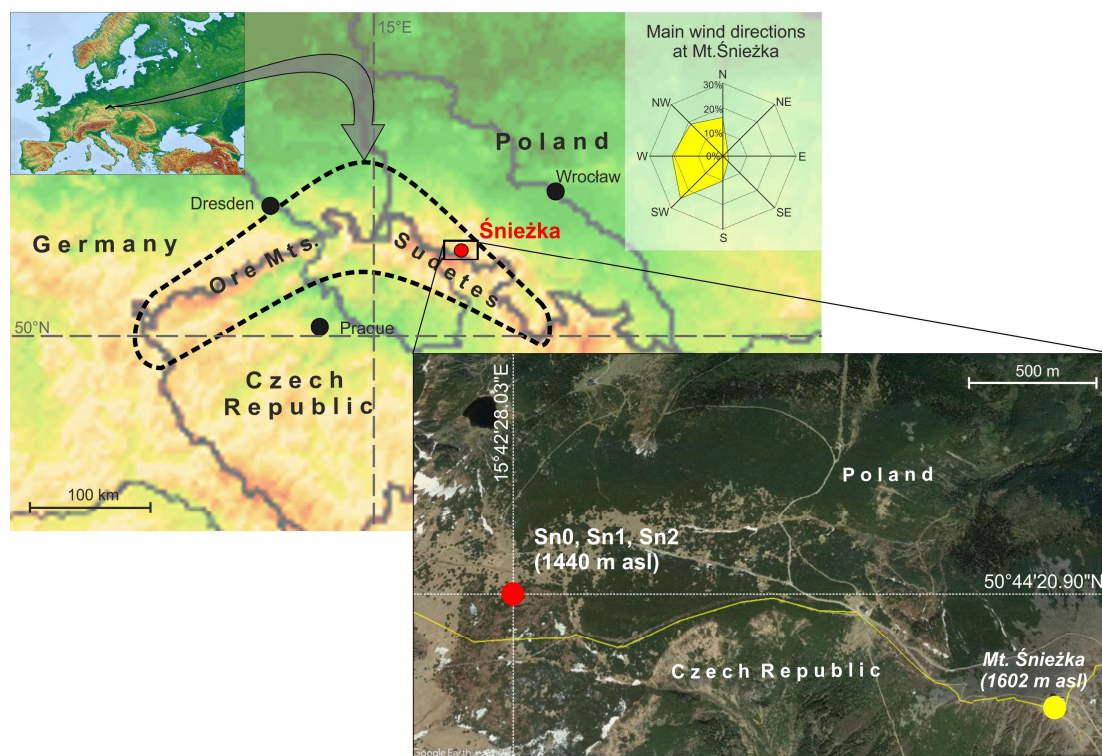 15°E
Main wind directions
at Mt.Śnieżka
N
30%
NW
NE
20%
10%
W
0%
E
SW
SE
S
Poland
Wrocław
Dresden
Śnieżka
Germany
Ore Mts.
Sudetes
50°N
Prague
Czech
Republic
100 km
500 m
15°42'28.03"E
Poland
Sn0, Sn1, Sn2
(1440 m asl)
50°44'20.90"N
Czech Republic
Mt. Śnieżka
(1602 m asl)
Google Earth